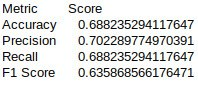 Metric Score
Accuracy 0.688235294117647
Precision 0.702289774970391
Recall 0.688235294117647
F1 Score 0.635868566176471